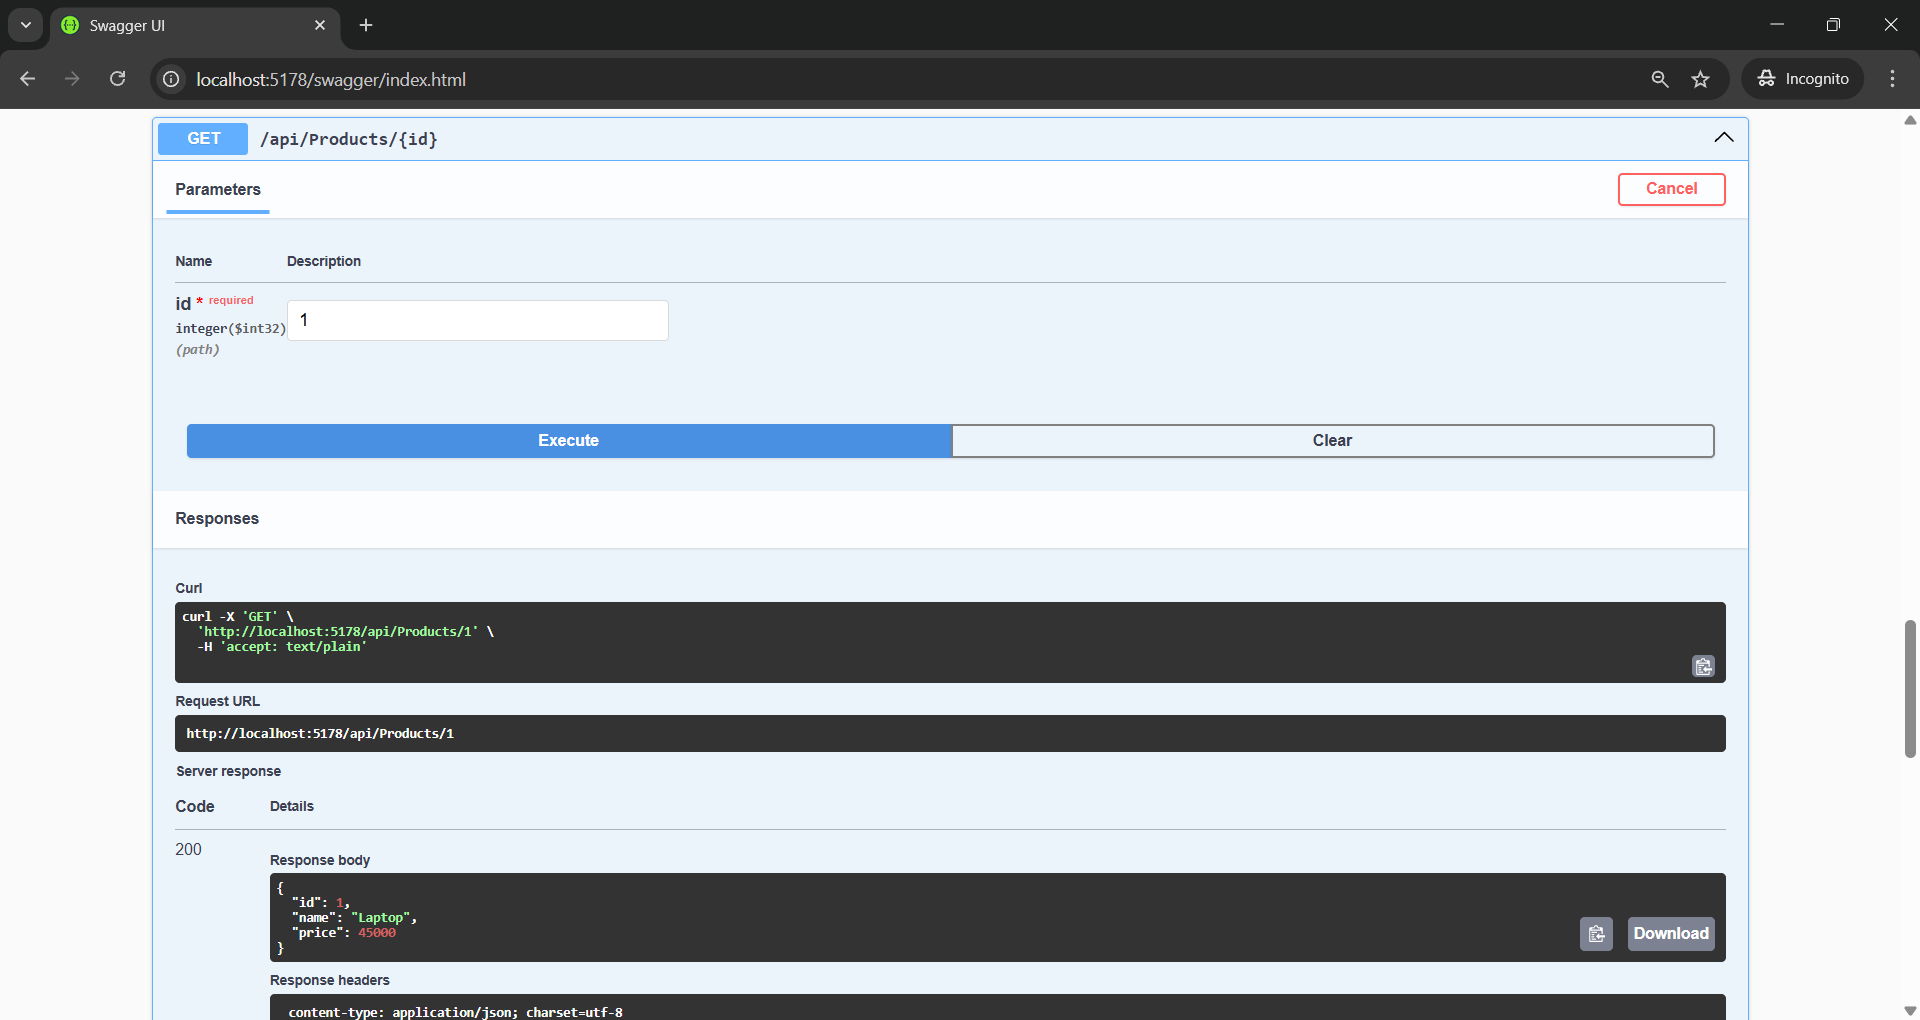 Swagger UI
localhost:5178/swagger/index.html
Incognito
GET /api/Products/{id}
Parameters
Cancel
Name Description
id * required
integer($int32)
(path)
1
Execute Clear
Responses
Curl
curl -X 'GET' \
'http://localhost:5178/api/Products/1' \
-H 'accept: text/plain'
Request URL
http://localhost:5178/api/Products/1
Server response
Code Details
200
Response body
{
"id": 1,
"name": "Laptop",
"price": 45000
}
Download
Response headers
content-type: application/json; charset=utf-8